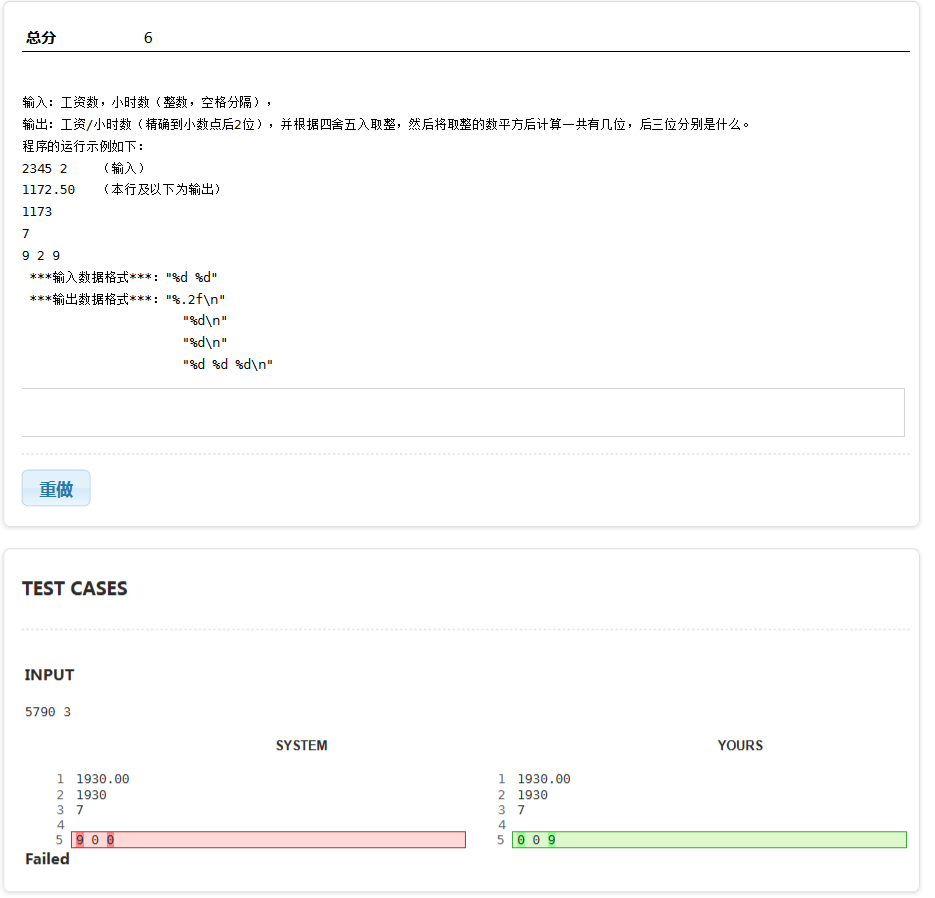 总分 6
输入：工资数，小时数（整数，空格分隔），
输出：工资/小时数（精确到小数点后2位），并根据四舍五入取整，然后将取整的数平方后计算一共有几位，后三位分别是什么。
程序的运行示例如下：
2345 2 （输入）
1172.50 （本行及以下为输出）
1173
7
9 2 9
***输入数据格式***："%d %d"
***输出数据格式***："%.2f\n"
"%d\n"
"%d\n"
"%d %d %d\n"
重做
TEST CASES
INPUT
5790 3
SYSTEM YOURS
1 1930.00 1 1930.00
2 1930 2 1930
3 7 3 7
4 4
5 9 0 0 5 0 0 9
Failed